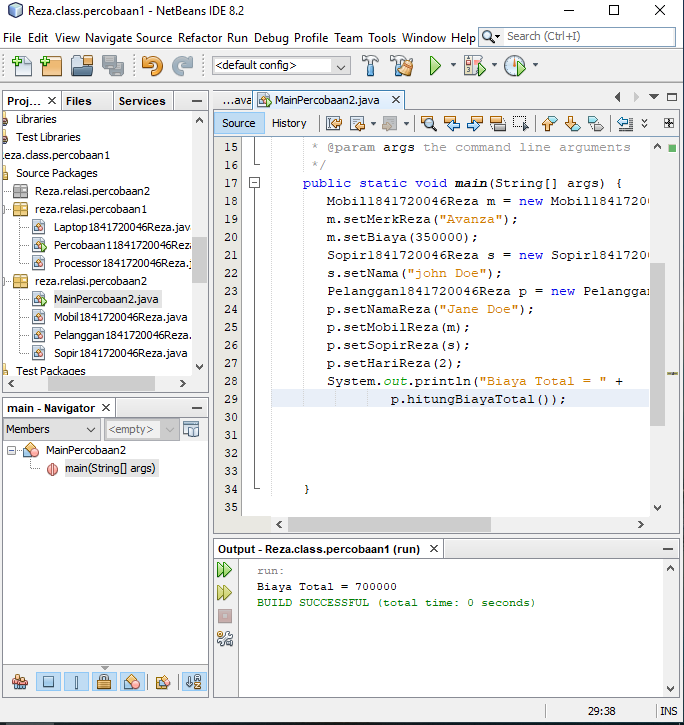 Reza.class.percobaan1 - NetBeans IDE 8.2
File Edit View Navigate Source Refactor Run Debug Profile Team Tools Window Help
Search (Ctrl+I)
<default config>
Proj... Files Services
Libraries
Test Libraries
.eza.class.percobaan1
Source Packages
Reza.relasi.percobaan2
reza.relasi.percobaan1
Laptop1841720046Reza.java
Percobaan11841720046Reza
Processor1841720046Reza.j
reza.relasi.percobaan2
MainPercobaan2.java
Mobil1841720046Reza.java
Pelanggan1841720046Reza.
Sopir1841720046Reza.java
Test Packages
main - Navigator
Members <empty>
MainPercobaan2
main(String[] args)
...ava MainPercobaan2.java
Source History
15 * @param args the command line arguments
16 */
17 public static void main(String[] args) {
18 Mobil1841720046Reza m = new Mobil18417200
19 m.setMerkReza("Avanza");
20 m.setBiaya(350000);
21 Sopir1841720046Reza s = new Sopir18417200
22 s.setNama("john Doe");
23 Pelanggan1841720046Reza p = new Pelanggan
24 p.setNamaReza("Jane Doe");
25 p.setMobilReza(m);
26 p.setSopirReza(s);
27 p.setHariReza(2);
28 System.out.println("Biaya Total = " +
29 p.hitungBiayaTotal());
30
31
32
33
34 }
35
Output - Reza.class.percobaan1 (run)
run:
Biaya Total = 700000
BUILD SUCCESSFUL (total time: 0 seconds)
29:38 INS